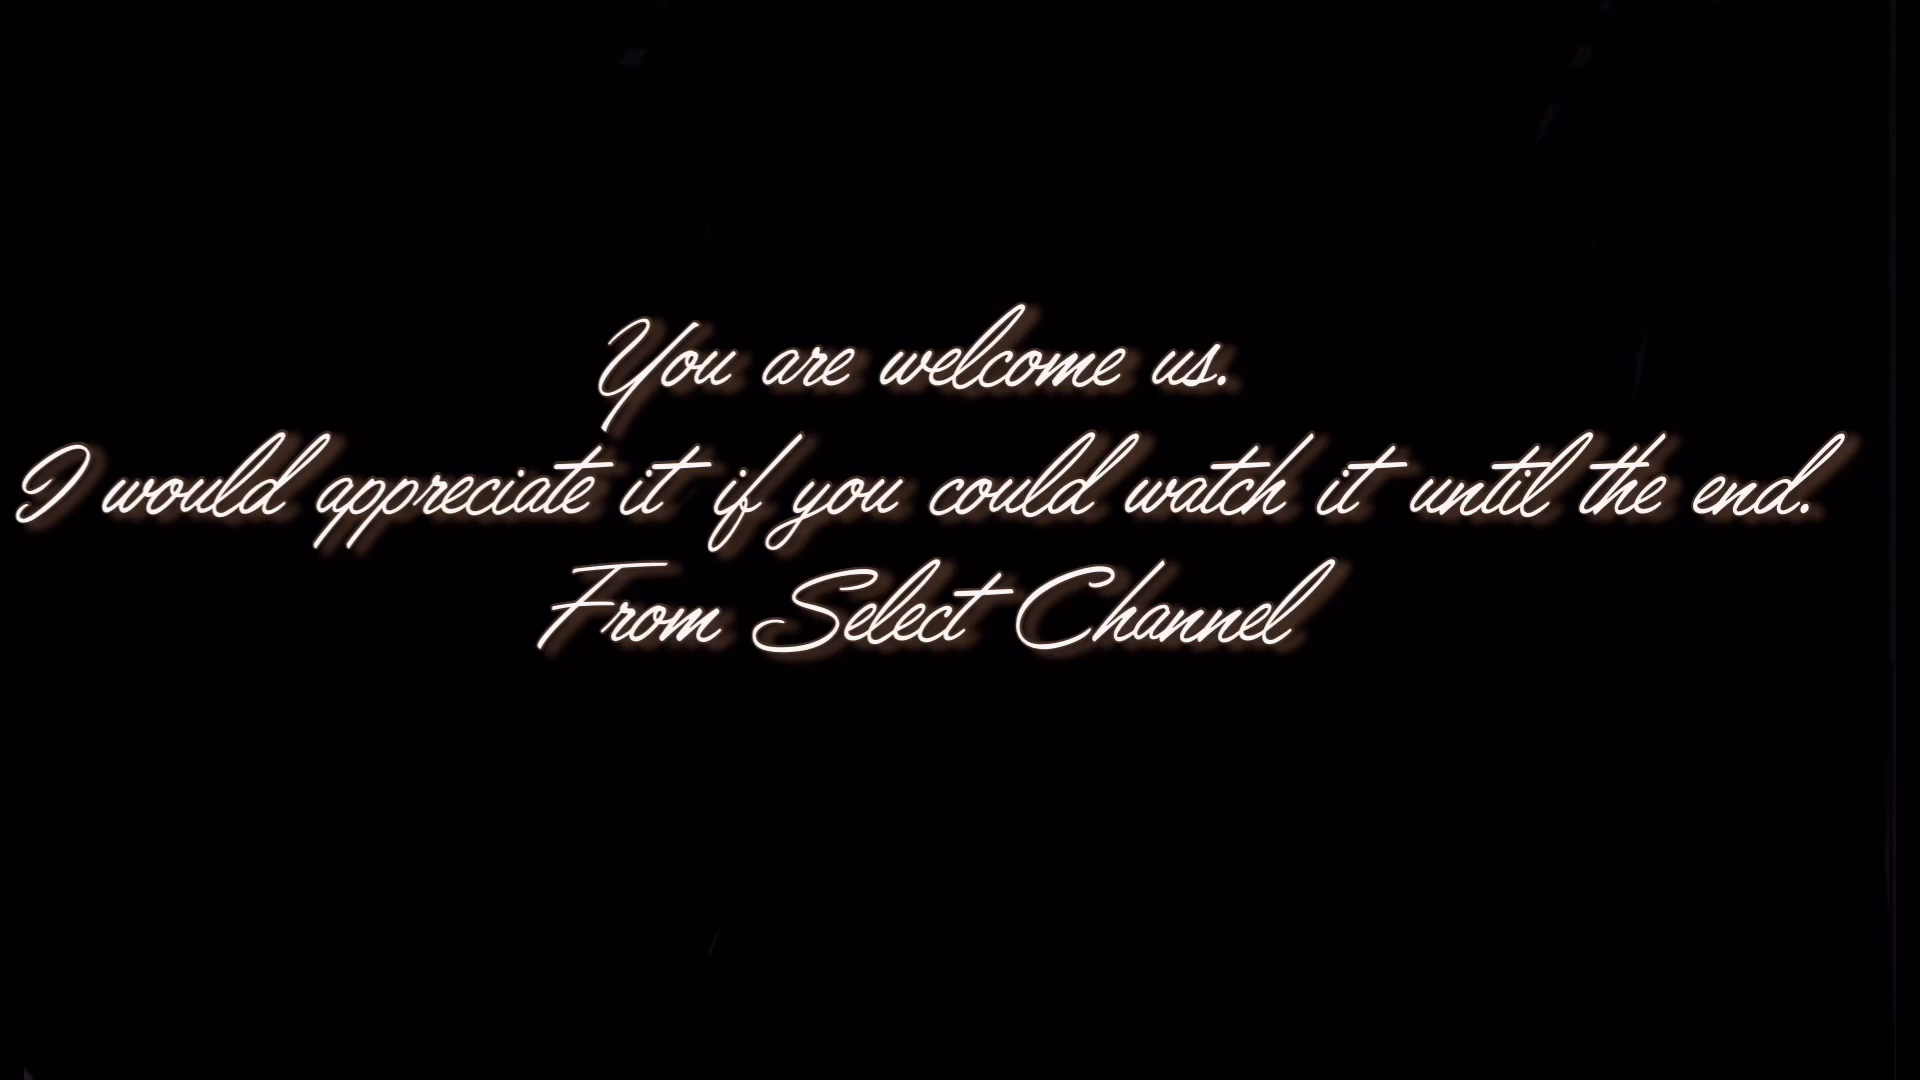 You are welcome us.
I would appreciate it if you could watch it until the end.
From Select Channel